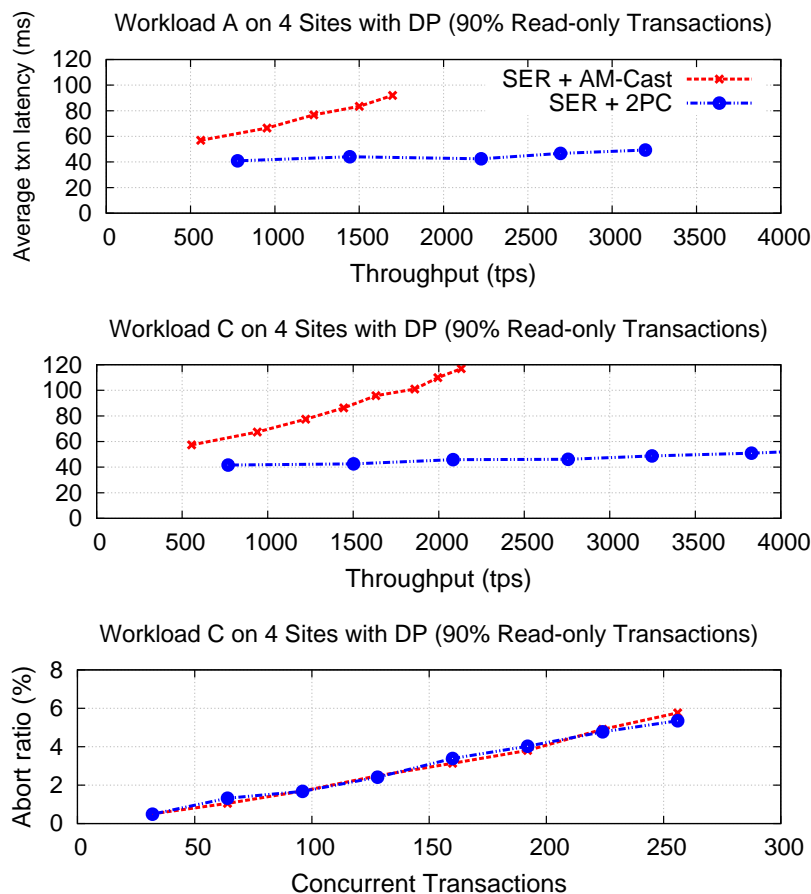 Workload A on 4 Sites with DP (90% Read-only Transactions)
Average txn latency (ms)
120
100
80
60
40
20
0
SER + AM-Cast
SER + 2PC
0 500 1000 1500 2000 2500 3000 3500 4000
Throughput (tps)
Workload C on 4 Sites with DP (90% Read-only Transactions)
120
100
80
60
40
20
0
0 500 1000 1500 2000 2500 3000 3500 4000
Throughput (tps)
Workload C on 4 Sites with DP (90% Read-only Transactions)
Abort ratio (%)
8
6
4
2
0
0 50 100 150 200 250 300
Concurrent Transactions